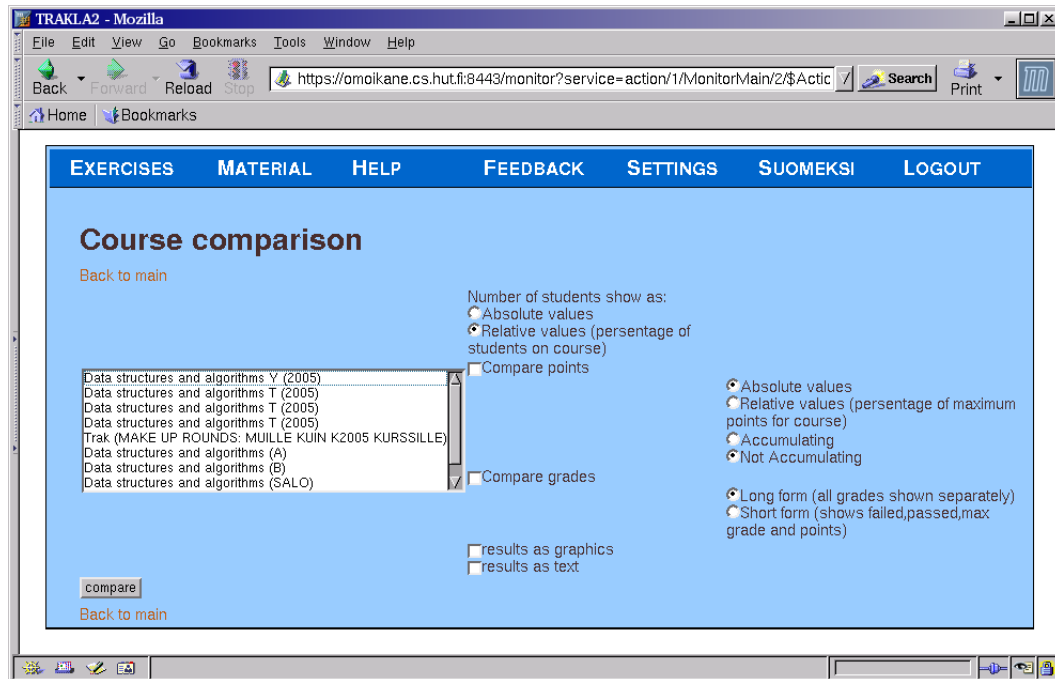 TRAKLA2 - Mozilla
File Edit View Go Bookmarks Tools Window Help
Back Forward Reload Stop https://omoikane.cs.hut.fi:8443/monitor?service=action/1/MonitorMain/2/$Actic Search Print
Home Bookmarks
EXERCISES MATERIAL HELP FEEDBACK SETTINGS SUOMEKSI LOGOUT
Course comparison
Back to main
Number of students show as:
Absolute values
Relative values (persentage of
students on course)
Compare points
Data structures and algorithms Y (2005)
Data structures and algorithms T (2005)
Data structures and algorithms T (2005)
Data structures and algorithms T (2005)
Trak (MAKE UP ROUNDS: MUILLE KUIN K2005 KURSSILLE)
Data structures and algorithms (A)
Data structures and algorithms (B)
Data structures and algorithms (SALO)
Absolute values
Relative values (persentage of maximum
points for course)
Accumulating
Not Accumulating
Compare grades
Long form (all grades shown separately)
Short form (shows failed,passed,max
grade and points)
results as graphics
results as text
compare
Back to main